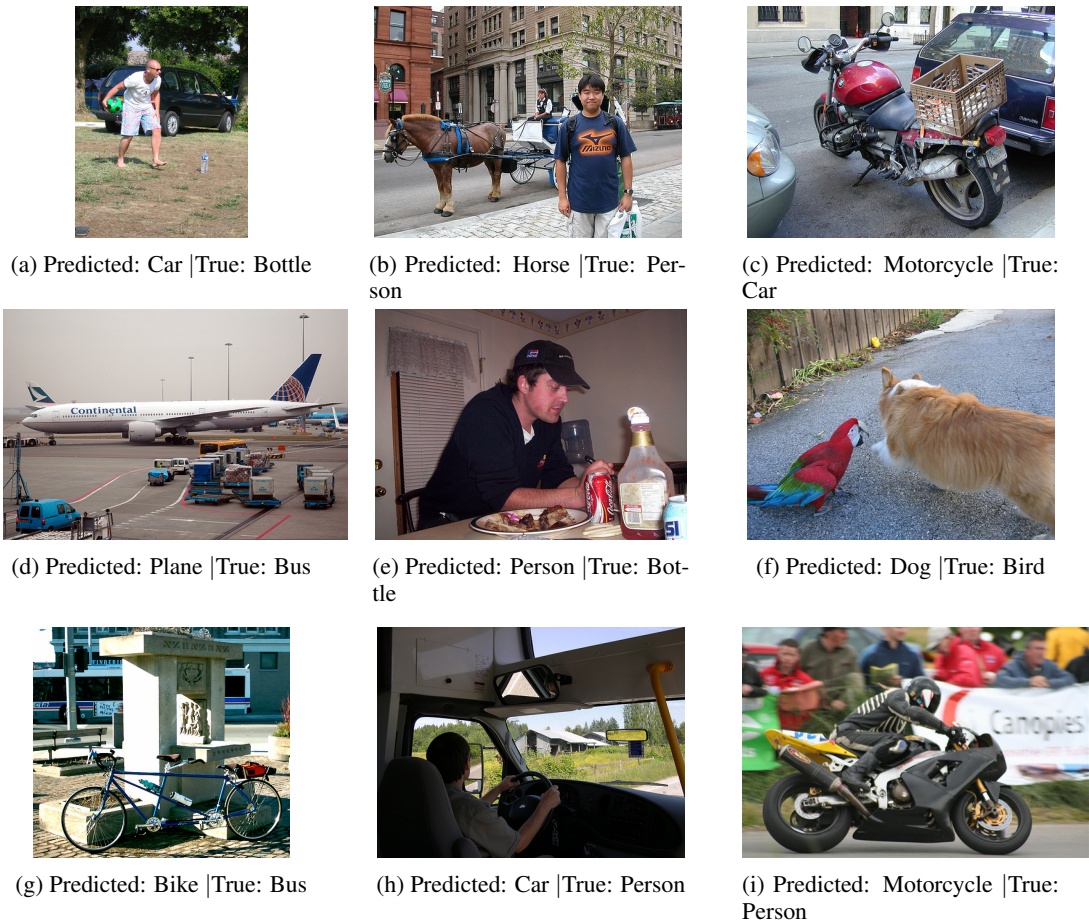 MIZUNO
(a) Predicted: Car |True: Bottle
(b) Predicted: Horse |True: Per-
son
(c) Predicted: Motorcycle |True:
Car
Continental
Coca-Cola
(d) Predicted: Plane |True: Bus
(e) Predicted: Person |True: Bot-
tle
(f) Predicted: Dog |True: Bird
Canopies
(g) Predicted: Bike |True: Bus
(h) Predicted: Car |True: Person
(i) Predicted: Motorcycle |True:
Person